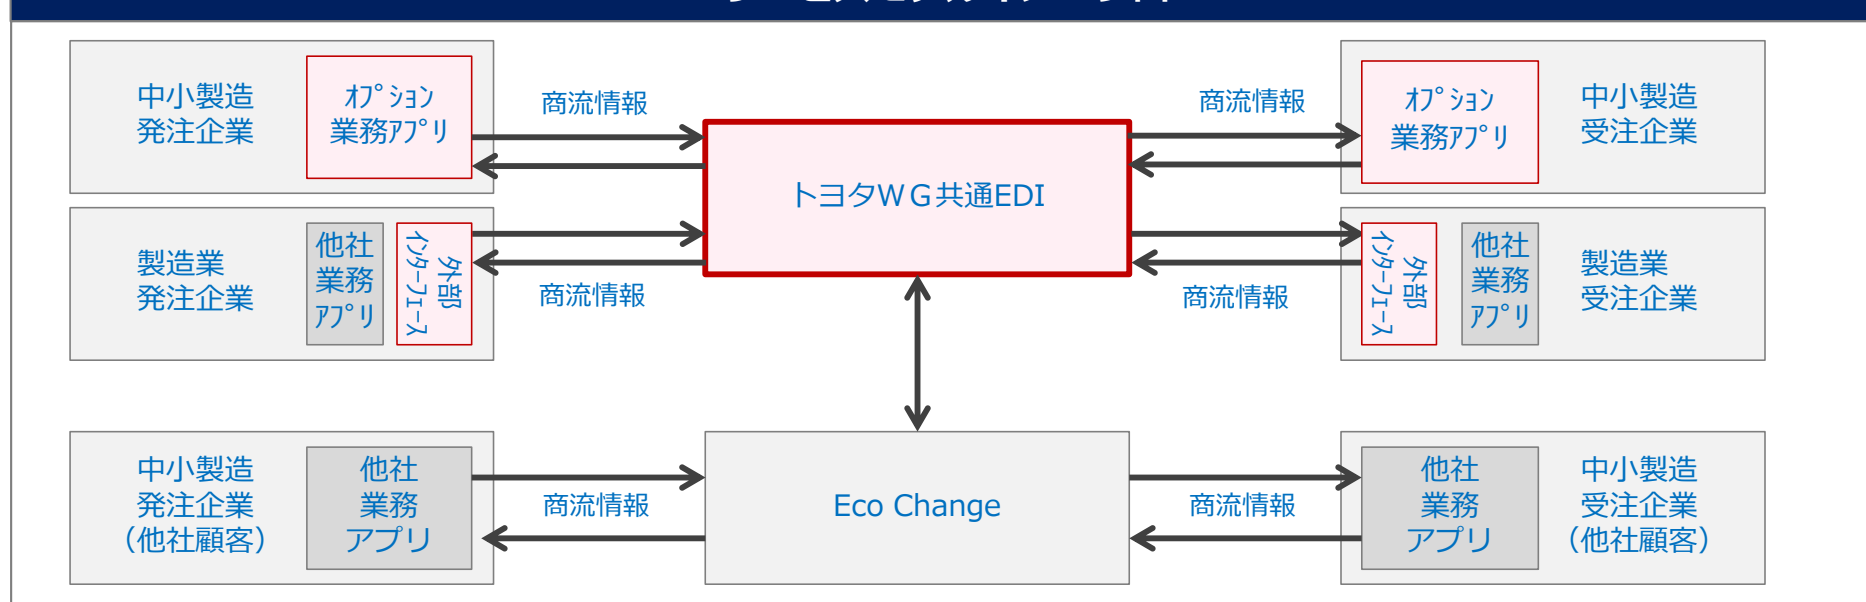 中小製造
発注企業
ｵﾌﾟｼｮﾝ
業務ｱﾌﾟﾘ
商流情報
トヨタＷＧ共通EDI
商流情報
ｵﾌﾟｼｮﾝ
業務ｱﾌﾟﾘ
中小製造
受注企業
製造業
発注企業
他社
業務
ｱﾌﾟﾘ
外部
ｲﾝﾀｰﾌｪｰｽ
商流情報
商流情報
外部
ｲﾝﾀｰﾌｪｰｽ
他社
業務
ｱﾌﾟﾘ
製造業
受注企業
中小製造
発注企業
（他社顧客）
他社
業務
アプリ
商流情報
Eco Change
商流情報
他社
業務
アプリ
中小製造
受注企業
（他社顧客）